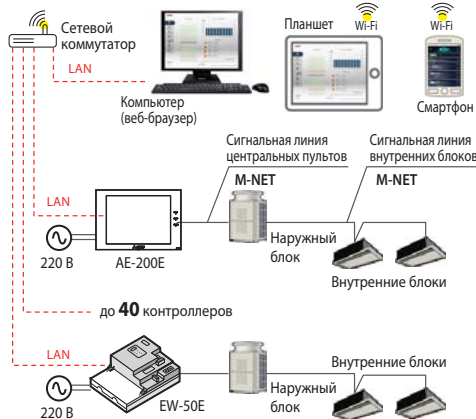 Сетевой
коммутатор
LAN
Компьютер
(веб-браузер)
Планшет
Wi-Fi
Wi-Fi
Смартфон
Сигнальная линия
центральных пультов
M-NET
Сигнальная линия
внутренних блоков
M-NET
LAN
220 В
AE-200E
Наружный
блок
Внутренние блоки
до 40 контроллеров
LAN
220 В
EW-50E
Наружный
блок
Внутренние блоки